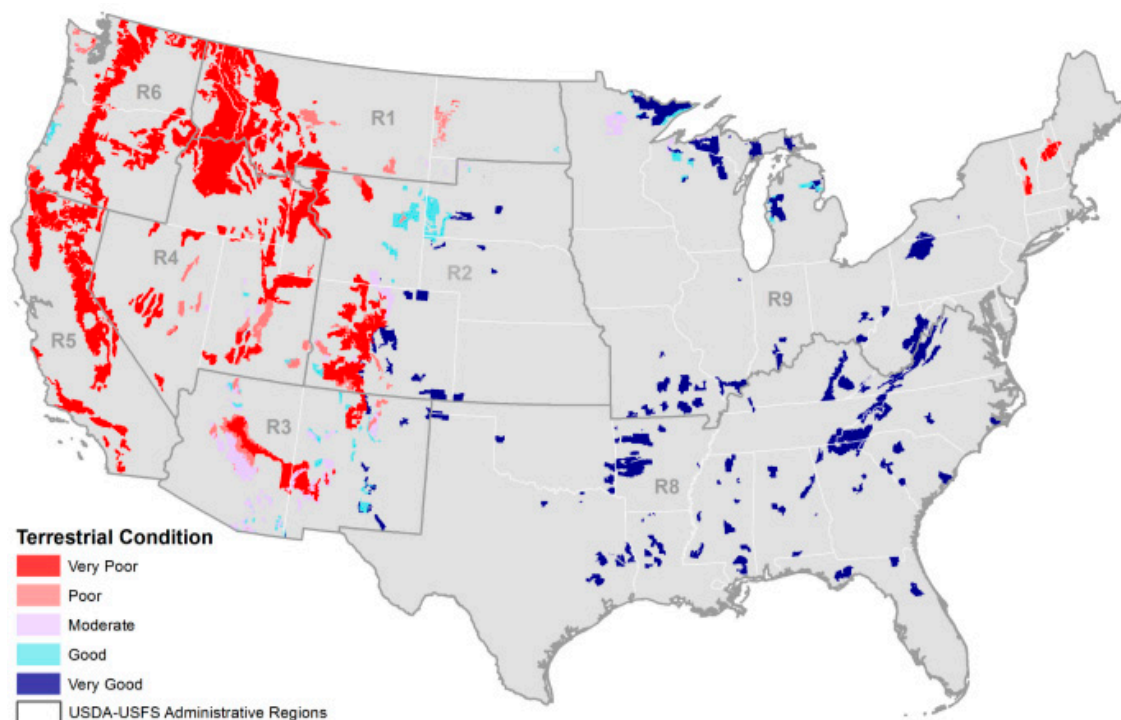 R6
R1
R4
R2
R9
R5
R3
R8
Terrestrial Condition
Very Poor
Poor
Moderate
Good
Very Good
USDA-USFS Administrative Regions